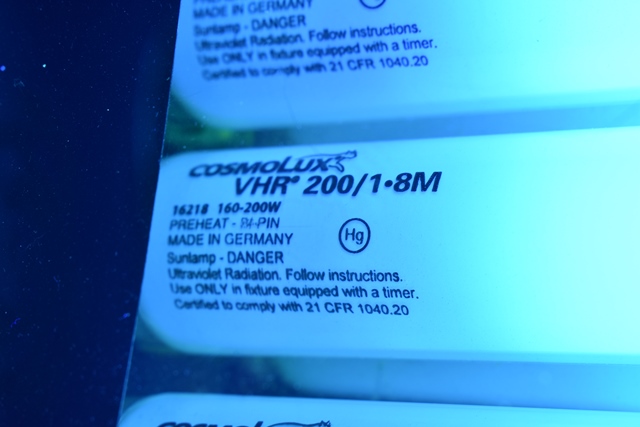 MADE IN GERMANY
Sunlamp - DANGER
Ultraviolet Radiation. Follow instructions.
Use ONLY in fixture equipped with a timer.
Certified to comply with 21 CFR 1040.20
COSMOLUX
VHR® 200/1•8M
16218 160-200W
PREHEAT - BI-PIN
MADE IN GERMANY
Hg
Sunlamp - DANGER
Ultraviolet Radiation. Follow instructions.
Use ONLY in fixture equipped with a timer.
Certified to comply with 21 CFR 1040.20